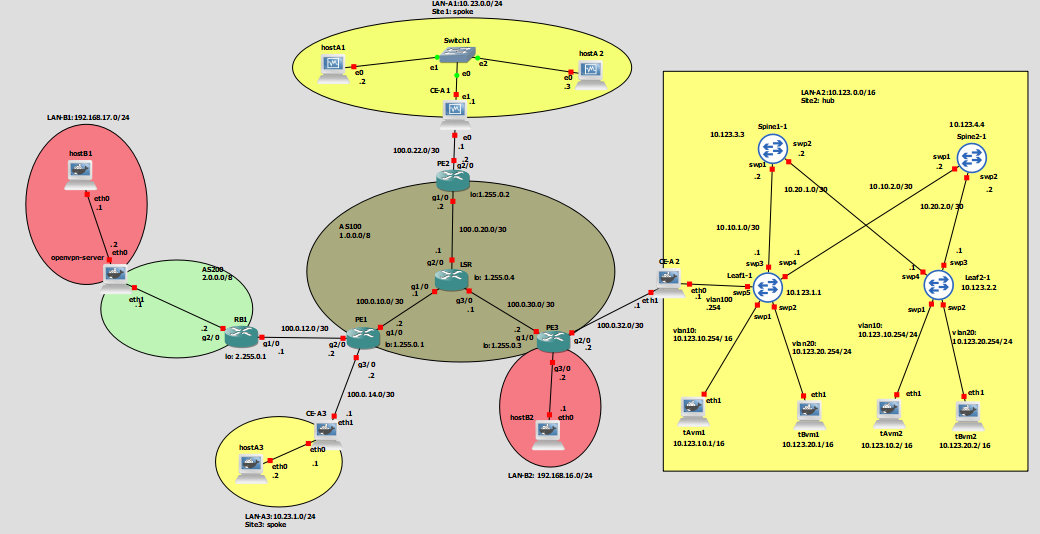 LAN-A1:10.23.0.0/24
Site1: spoke
Switch1
hostA1
hostA2
e1
e2
e0
.2
e0
e0
.3
CE-A1
e1
.1
e0
.1
100.0.22.0/30
.2
g2/0
PE2
lo:1.255.0.2
g1/0
.2
AS100
1.0.0.0/8
100.0.20.0/30
.1
g2/0
LSR
lo: 1.255.0.4
g1/0
.1
g3/0
.1
100.0.10.0/30
100.0.30.0/30
PE1
.2
g1/0
lo:1.255.0.1
.2
g1/0
PE3
g2/0
.2
lo:1.255.0.3
LAN-B1:192.168.17.0/24
hostB1
eth0
.1
.2
eth0
openvpn-server
eth1
.1
AS200
2.0.0.0/8
RB1
.2
g2/0
g1/0
.1
lo: 2.255.0.1
100.0.12.0/30
g2/0
.2
g3/0
.2
100.0.14.0/30
CE-A3
.1
eth1
eth0
.1
hostA3
eth0
.2
LAN-A3:10.23.1.0/24
Site3: spoke
g3/0
.2
.1
eth0
hostB2
LAN-B2: 192.168.16.0/24
100.0.32.0/30
CE-A2
eth1
.1
eth0
.1
LAN-A2:10.123.0.0/16
Site2: hub
Spine1-1
10.123.3.3
swp2
.2
swp1
.2
10.123.4.4
Spine2-1
swp1
.2
swp2
.2
10.20.1.0/30
10.10.2.0/30
10.20.2.0/30
10.10.1.0/30
.1
swp3
.1
swp4
Leaf1-1
swp5
vlan100
.254
10.123.1.1
swp1
swp2
.1
swp4
.1
swp3
Leaf2-1
10.123.2.2
swp1
swp2
vlan10:
10.123.10.254/16
vlan20:
10.123.20.254/24
vlan10:
10.123.10.254/24
vlan20:
10.123.20.254/24
eth1
eth1
eth1
eth1
tAvm1
10.123.10.1/16
tBvm1
10.123.20.1/16
tAvm2
10.123.10.2/16
tBvm2
10.123.20.2/16